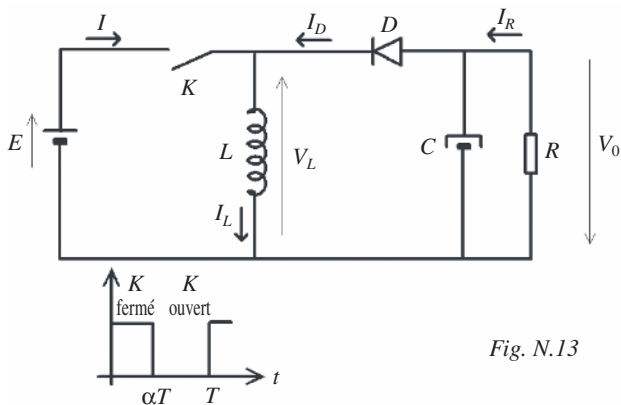 I
I_D
D
I_R
K
E
L
V_L
C
R
V_0
I_L
K
fermé
K
ouvert
αT
T
t
Fig. N.13